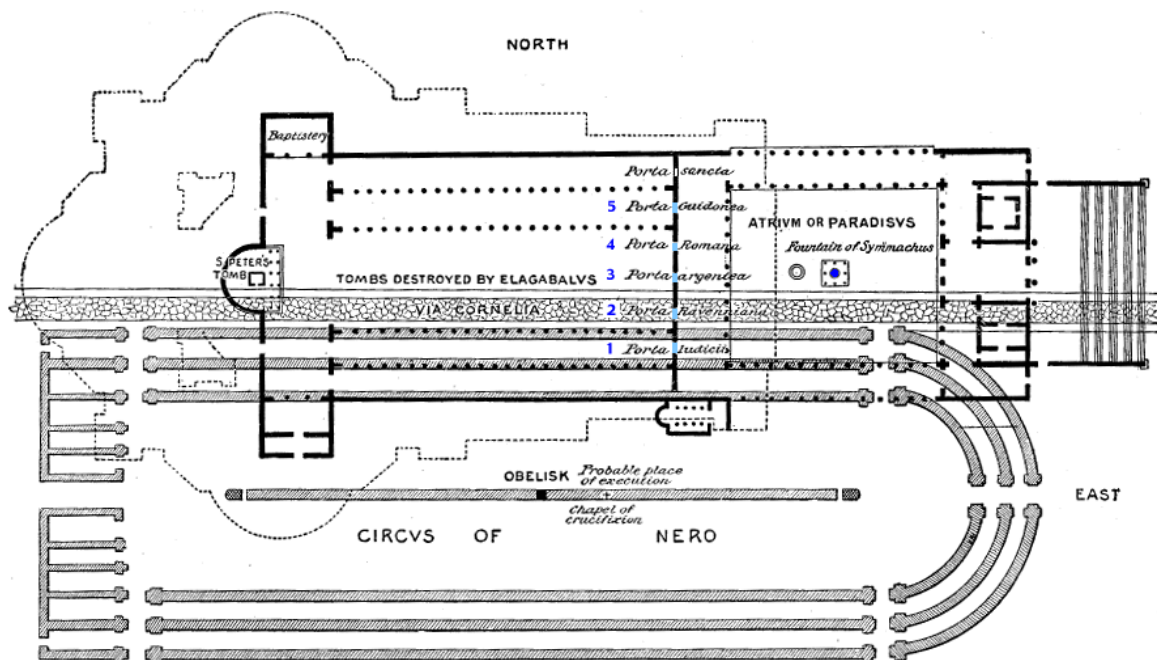 NORTH
Baptistery
Porta sancta
5 Porta Guidonea
ATRIVM OR PARADISVS
4 Porta Romana
Fountain of Symmachus
S. PETER'S
TOMB
3 Porta argentea
TOMBS DESTROYED BY ELAGABALVS
VIA CORNELIA
2 Porta Ravenniana
1 Porta Iudicii
OBELISK
Probable place
of execution
EAST
Chapel of
crucifixion
CIRCVS OF NERO